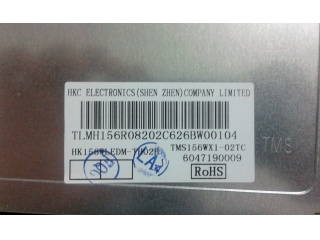 HKC ELECTRONICS(SHEN ZHEN)COMPANY LIMITED
TLMH156R08202C626BW00104
TMS156WX1-02TC
6047190009
RoHS
TMS